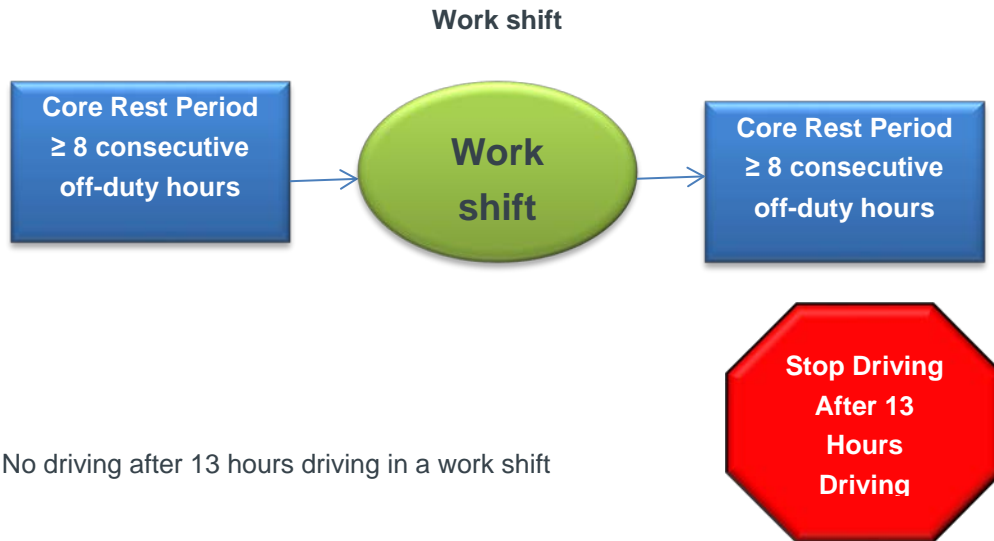 Work shift
Core Rest Period
≥ 8 consecutive
off-duty hours
Work
shift
Core Rest Period
≥ 8 consecutive
off-duty hours
Stop Driving
After 13
Hours
Driving
No driving after 13 hours driving in a work shift